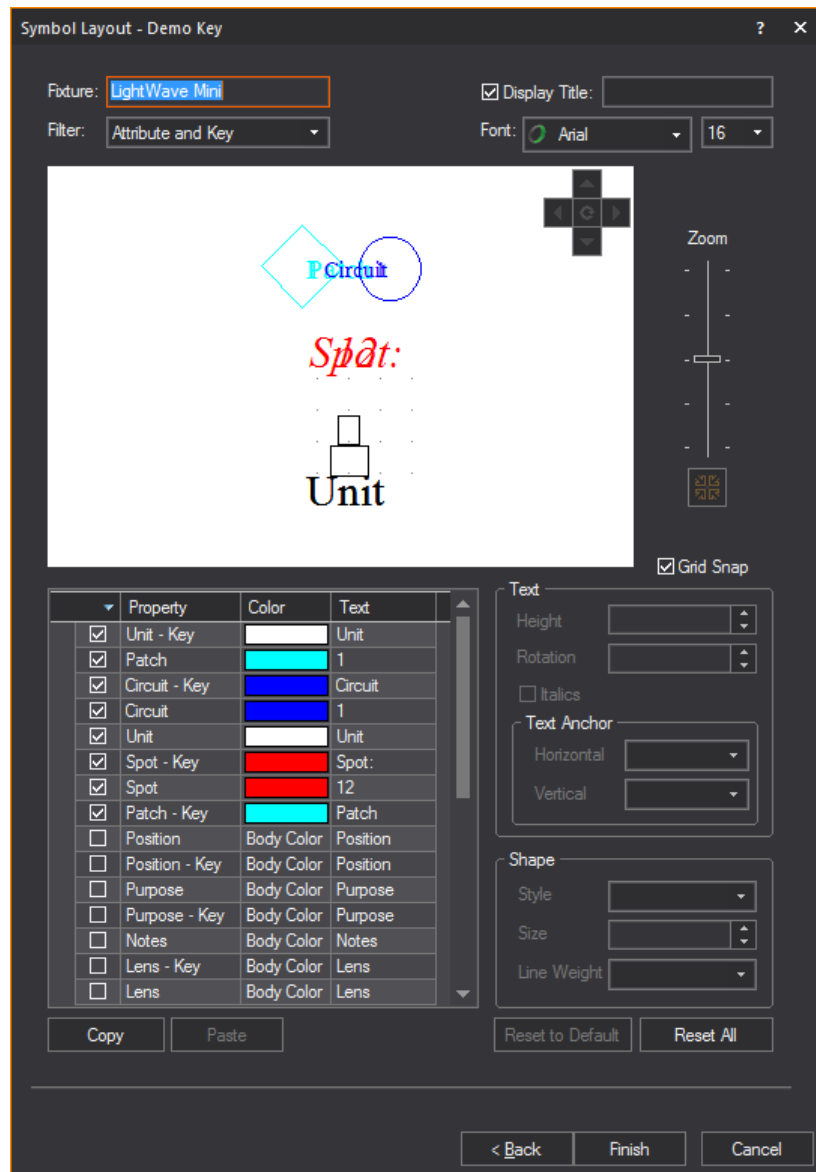 Symbol Layout - Demo Key ? ×
Fixture: LightWave Mini Display Title:
Filter: Attribute and Key Font: Arial 16
Zoom
Circuit
Unit
Grid Snap
Property Color Text
Unit - Key Unit
Patch 1
Circuit - Key Circuit
Circuit 1
Unit Unit
Spot - Key Spot:
Spot 12
Patch - Key Patch
Position Body Color Position
Position - Key Body Color Position
Purpose Body Color Purpose
Purpose - Key Body Color Purpose
Notes Body Color Notes
Lens - Key Body Color Lens
Lens Body Color Lens
Text
Height
Rotation
Italics
Text Anchor
Horizontal
Vertical
Shape
Style
Size
Line Weight
Copy Paste Reset to Default Reset All
< Back Finish Cancel